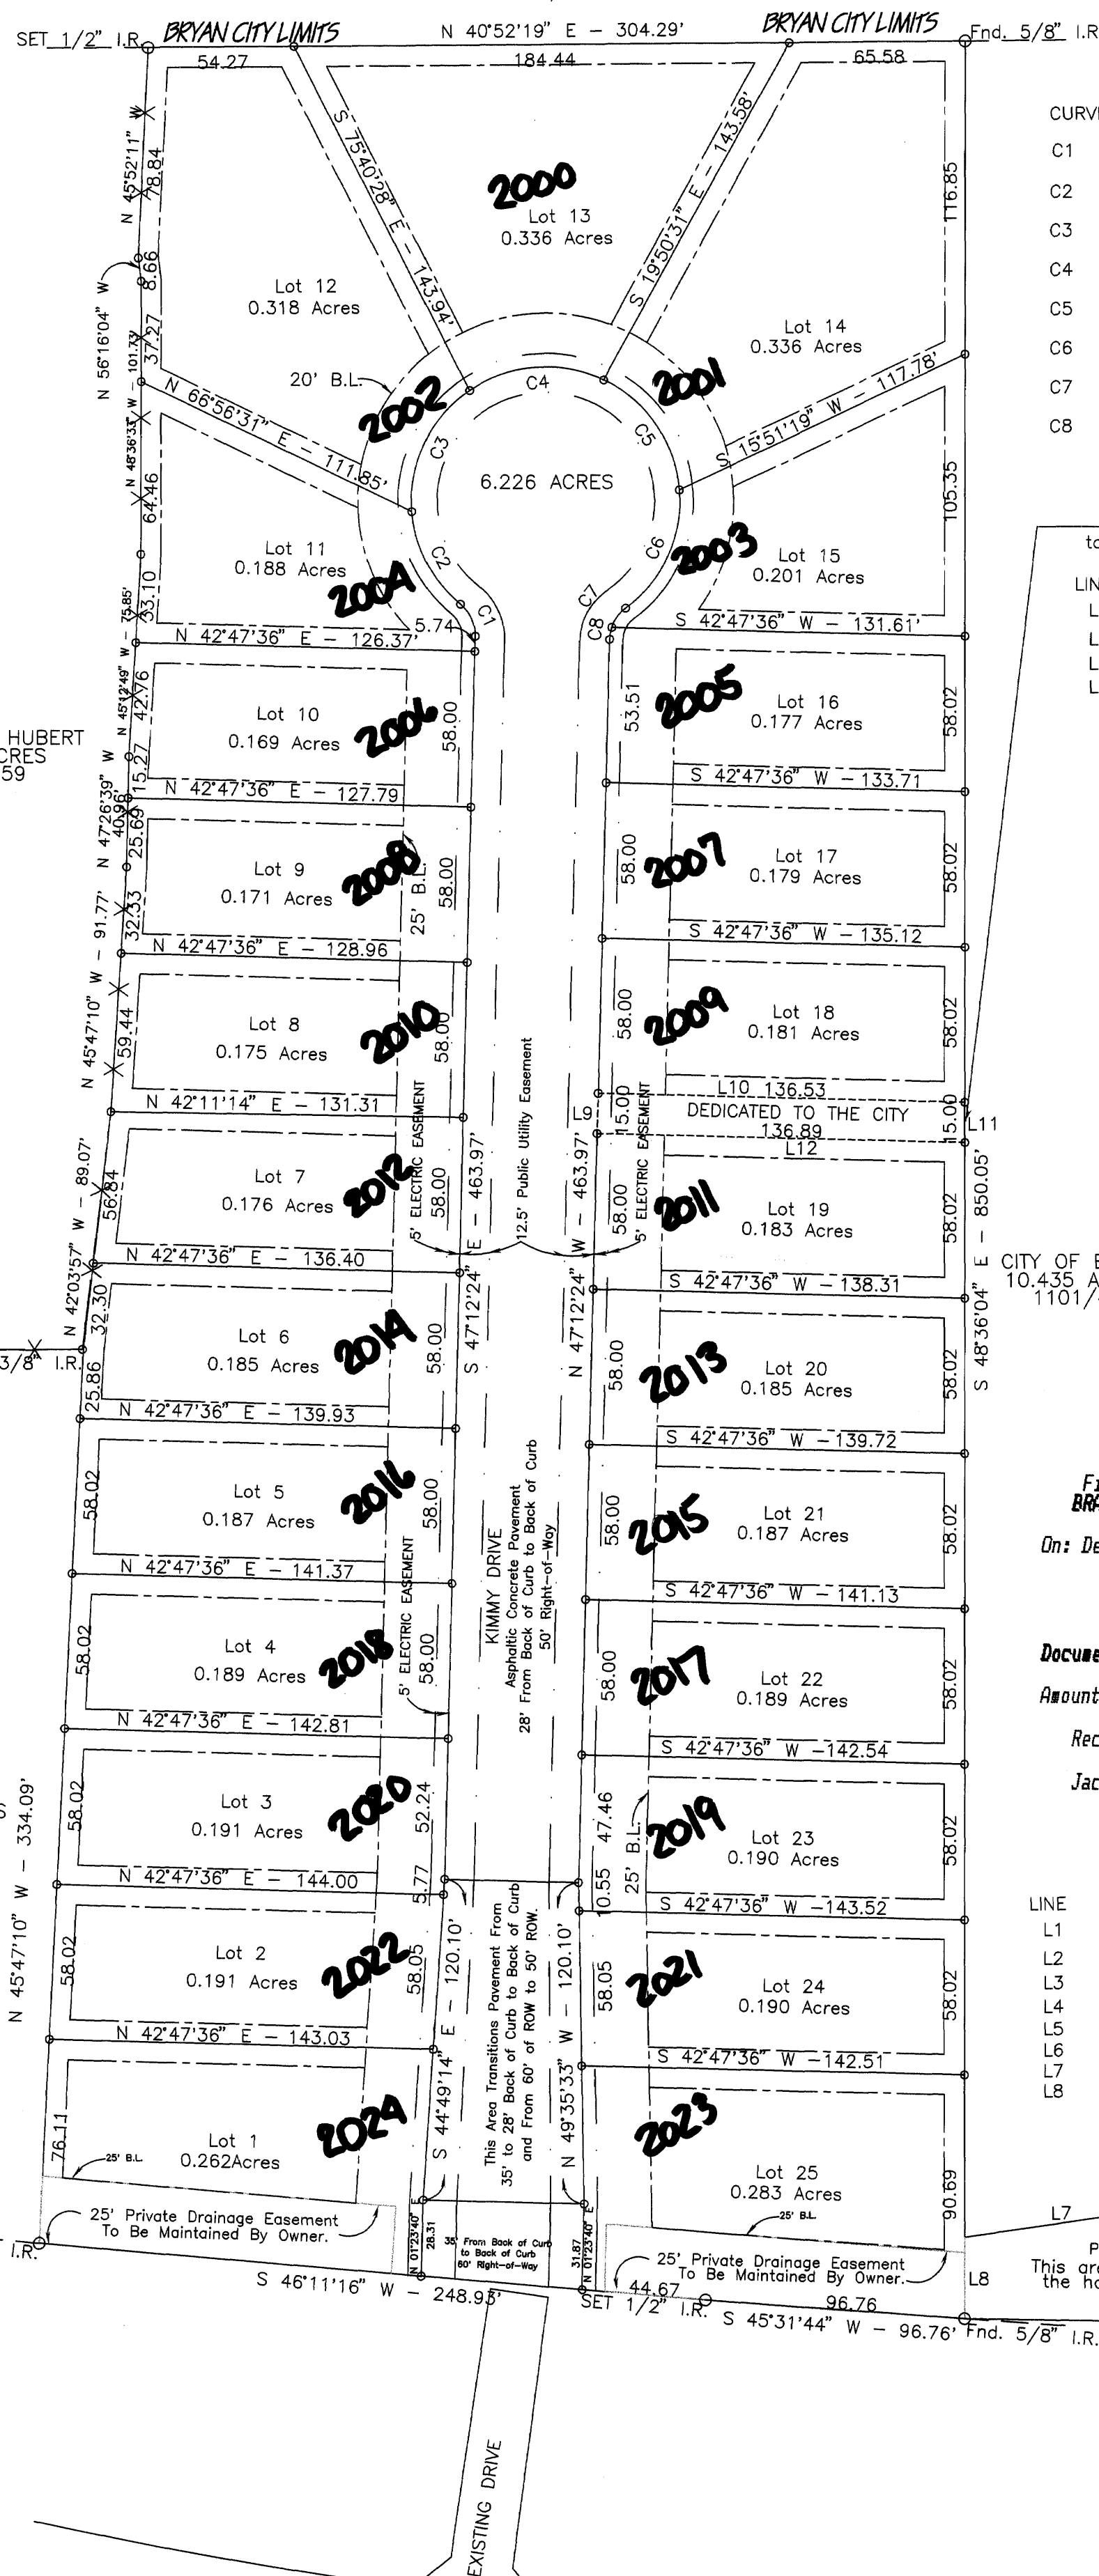 SET 1/2" I.R.
BRYAN CITY LIMITS
N 40°52'19" E – 304.29'
BRYAN CITY LIMITS
Fnd. 5/8" I.R.
54.27
184.44
65.58
N 45°52'11" W
78.84
S 75°40'28" E – 143.94'
2000
Lot 13
0.336 Acres
S 19°50'31" E – 143.58'
116.85
CURV
C1
C2
C3
C4
C5
C6
C7
C8
N 56°16'04" W
8.66
37.27
Lot 12
0.318 Acres
Lot 14
0.336 Acres
20' B.L.
2002
C4
2001
N 48°36'33" W – 101.73'
N 66°56'31" E – 111.85'
C3
C5
S 15°51'19" W – 117.78'
6.226 ACRES
64.46
105.35
Lot 11
0.188 Acres
2004
C2
C6
2003
Lot 15
0.201 Acres
33.10
C1
C7
C8
5.74
N 42°47'36" E – 126.37'
S 42°47'36" W – 131.61'
LIN
N 45°12'49" W – 75.85'
42.76
Lot 10
0.169 Acres
2006
58.00
53.51
2005
Lot 16
0.177 Acres
58.02
HUBERT
CRES
59
15.27
N 42°47'36" E – 127.79
S 42°47'36" W – 133.71
N 47°26'39" W
40.96'
25.69
Lot 9
0.171 Acres
2008
25' B.L.
58.00
58.00
2007
Lot 17
0.179 Acres
58.02
32.33
N 42°47'36" E – 128.96
S 42°47'36" W – 135.12
N 45°47'10" W – 91.77'
59.44
Lot 8
0.175 Acres
2010
58.00
58.00
2009
Lot 18
0.181 Acres
58.02
N 42°11'14" E – 131.31
L10 136.53
L9
15.00
DEDICATED TO THE CITY
136.89
L12
15.00
L11
5' ELECTRIC EASEMENT
12.5' Public Utility Easement
5' ELECTRIC EASEMENT
N 42°03'57" W – 89.07'
56.84
Lot 7
0.176 Acres
2012
58.00
58.00
2011
Lot 19
0.183 Acres
58.02
N 42°47'36" E – 136.40
S 42°47'36" W – 138.31
S 47°12'24" E – 463.97'
N 47°12'24" W – 463.97'
S 48°36'04" E – 850.05'
CITY OF
10.435 A
1101/
32.30
3/8" I.R.
25.86
Lot 6
0.185 Acres
2014
58.00
58.00
2013
Lot 20
0.185 Acres
58.02
N 42°47'36" E – 139.93
S 42°47'36" W –139.72
58.02
Lot 5
0.187 Acres
2016
58.00
58.00
2015
Lot 21
0.187 Acres
58.02
KIMMY DRIVE
Asphaltic Concrete Pavement
28' From Back of Curb to Back of Curb
50' Right–of–Way
On: De
N 42°47'36" E – 141.37
S 42°47'36" W –141.13
58.02
Lot 4
0.189 Acres
2018
5' ELECTRIC EASEMENT
58.00
58.00
2017
Lot 22
0.189 Acres
58.02
Docume
Amount
Rec
Jac
N 42°47'36" E – 142.81
S 42°47'36" W –142.54
N 45°47'10" W – 334.09'
58.02
Lot 3
0.191 Acres
2020
52.24
47.46
25' B.L.
2019
Lot 23
0.190 Acres
58.02
N 42°47'36" E – 144.00
5.77
10.55
S 42°47'36" W –143.52
58.02
Lot 2
0.191 Acres
2022
58.05
58.05
2021
Lot 24
0.190 Acres
58.02
LINE
L1
L2
L3
L4
L5
L6
L7
L8
N 42°47'36" E – 143.03
S 42°47'36" W –142.51
S 44°49'14" E – 120.10'
This Area Transitions Pavement From
35' to 28' Back of Curb to Back of Curb
and From 60' of ROW to 50' ROW.
N 49°35'33" W – 120.10'
76.11
Lot 1
0.262Acres
2024
25' B.L.
2023
Lot 25
0.283 Acres
25' B.L.
90.69
25' Private Drainage Easement
To Be Maintained By Owner.
I.R.
N 01°23'40" E
28.31
35' From Back of Curb
to Back of Curb
60' Right–of–Way
31.87
N 01°23'40" E
25' Private Drainage Easement
To Be Maintained By Owner.
L7
L8
This are
the ho
S 46°11'16" W – 248.93'
44.67
SET 1/2" I.R.
96.76
S 45°31'44" W – 96.76'
Fnd. 5/8" I.R.
EXISTING DRIVE